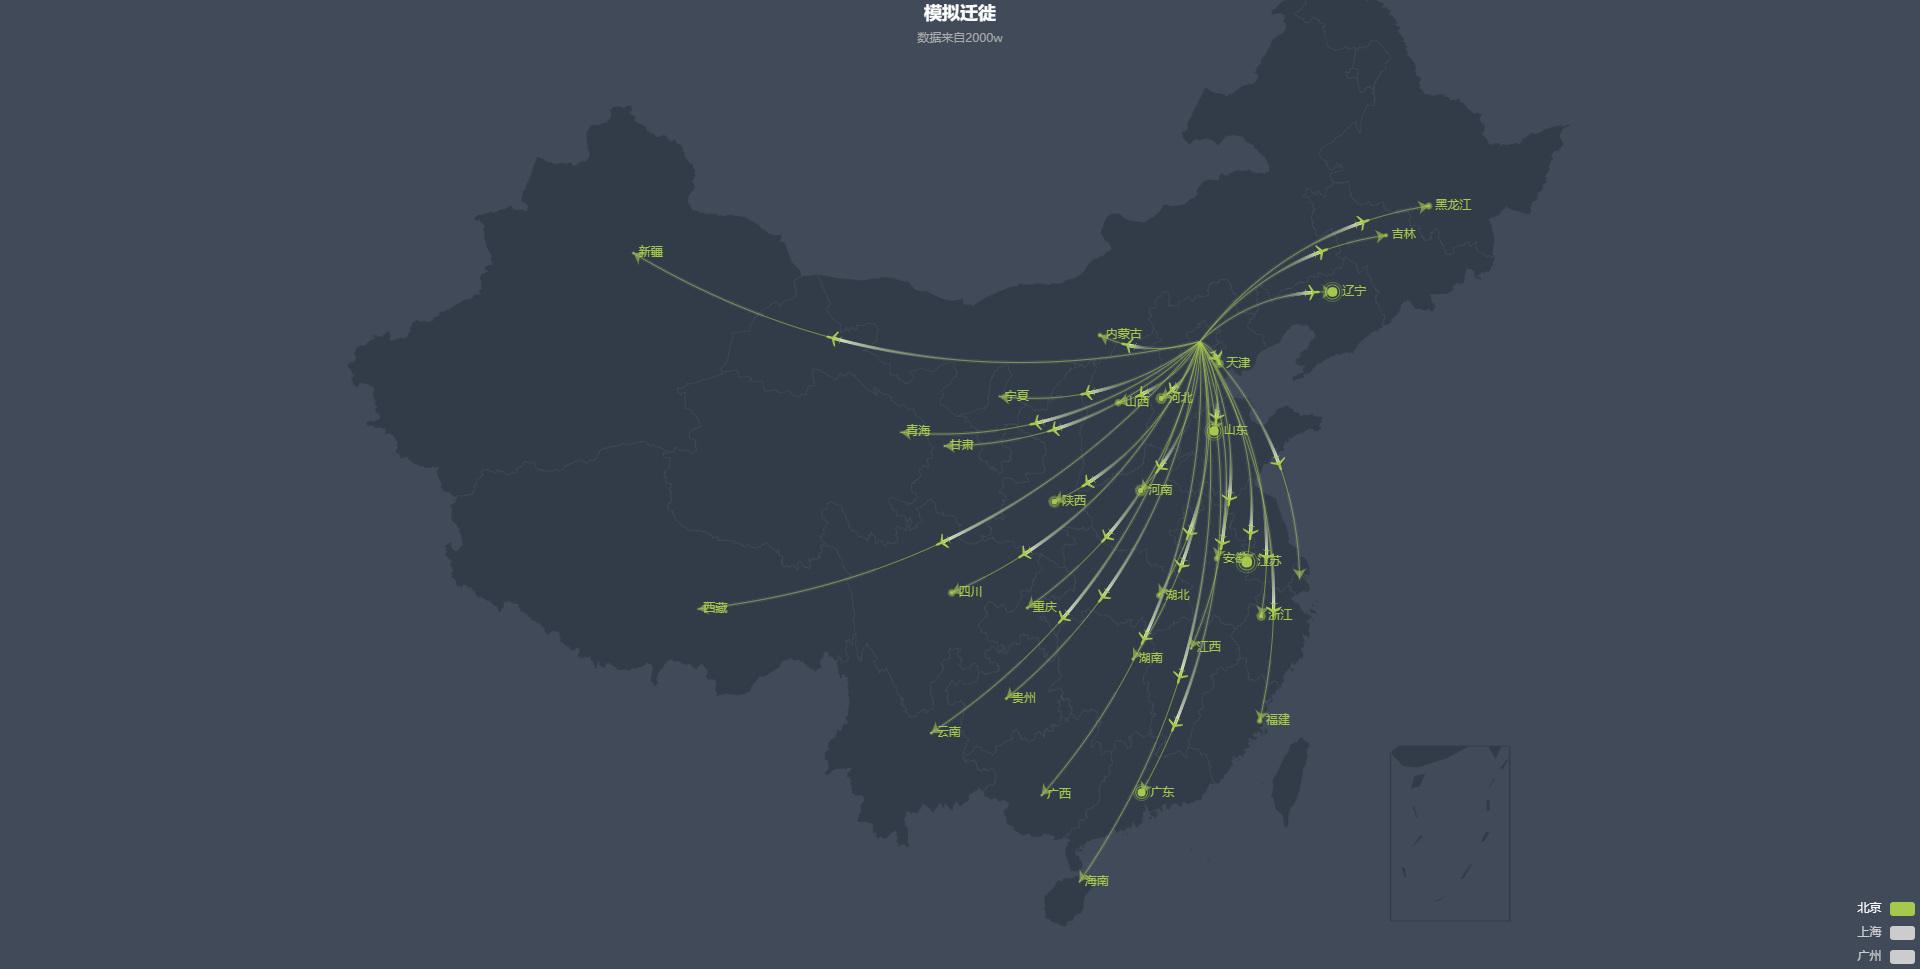 模拟迁徙
数据来自2000w
黑龙江
吉林
新疆
辽宁
内蒙古
天津
宁夏
山西
河北
青海
山东
甘肃
河南
陕西
安徽
江苏
四川
湖北
重庆
西藏
浙江
江西
湖南
贵州
福建
云南
广西
广东
海南
北京
上海
广州